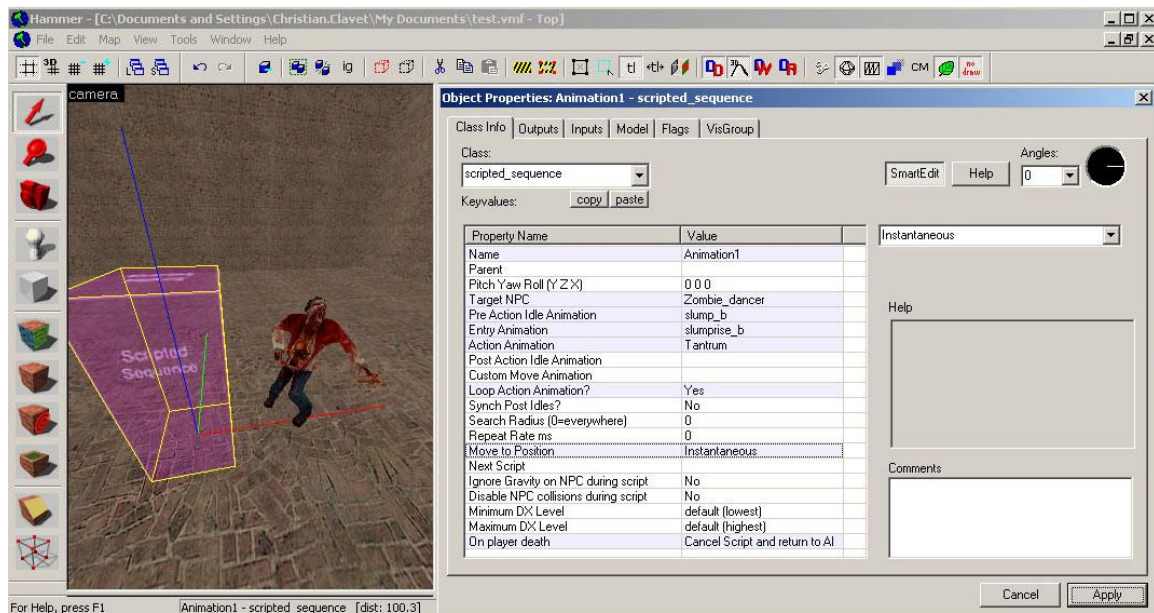 Hammer - [C:\Documents and Settings\Christian.Clavet\My Documents\test.vmf - Top]
File Edit Map View Tools Window Help
3D ig tl +tl+ CM no draw
camera
Scripted
Sequence
Object Properties: Animation1 - scripted_sequence
Class Info Outputs Inputs Model Flags VisGroup
Class:
scripted_sequence
Keyvalues: copy paste
SmartEdit Help
Angles:
0
Property Name Value
Name Animation1
Parent
Pitch Yaw Roll (Y Z X) 0 0 0
Target NPC Zombie_dancer
Pre Action Idle Animation slump_b
Entry Animation slumprise_b
Action Animation Tantrum
Post Action Idle Animation
Custom Move Animation
Loop Action Animation? Yes
Synch Post Idles? No
Search Radius (0=everywhere) 0
Repeat Rate ms 0
Move to Position Instantaneous
Next Script
Ignore Gravity on NPC during script No
Disable NPC collisions during script No
Minimum DX Level default (lowest)
Maximum DX Level default (highest)
On player death Cancel Script and return to AI
Instantaneous
Help
Comments
Cancel Apply
For Help, press F1
Animation1 - scripted_sequence [dist: 100.3]